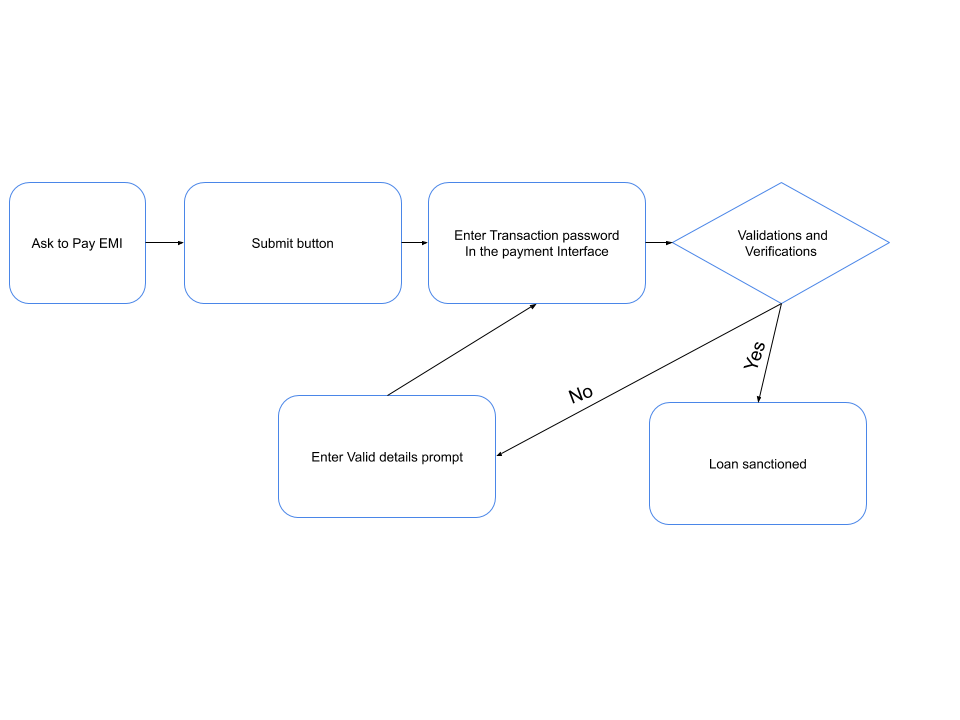 Ask to Pay EMI
Submit button
Enter Transaction password
In the payment Interface
Validations and
Verifications
Yes
No
Enter Valid details prompt
Loan sanctioned